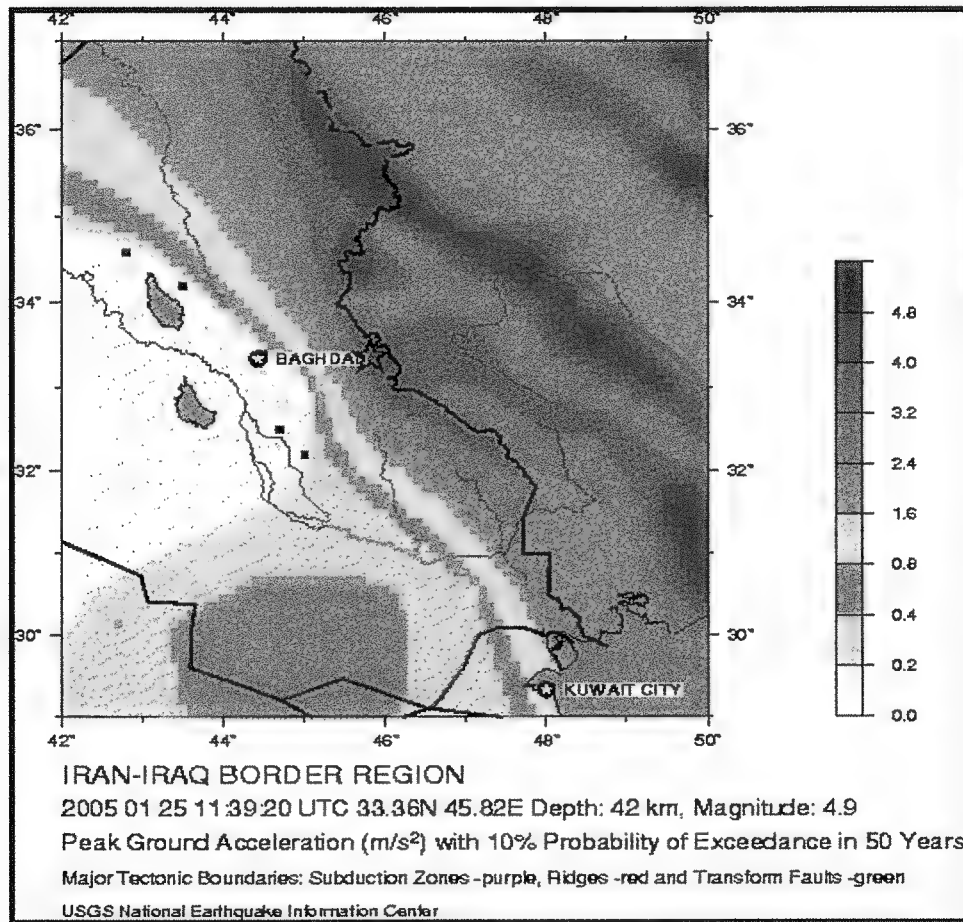 42° 44° 46° 48° 50°
36° 36°
34° 34°
4.8
4.0
BAGHDAD
3.2
2.4
32° 32°
1.6
0.8
0.4
30° 30°
0.2
KUWAIT CITY
0.0
42° 44° 46° 48° 50°
IRAN-IRAQ BORDER REGION
2005 01 25 11:39:20 UTC 33.36N 45.82E Depth: 42 km, Magnitude: 4.9
Peak Ground Acceleration (m/s²) with 10% Probability of Exceedance in 50 Years
Major Tectonic Boundaries: Subduction Zones -purple, Ridges -red and Transform Faults -green
USGS National Earthquake Information Center